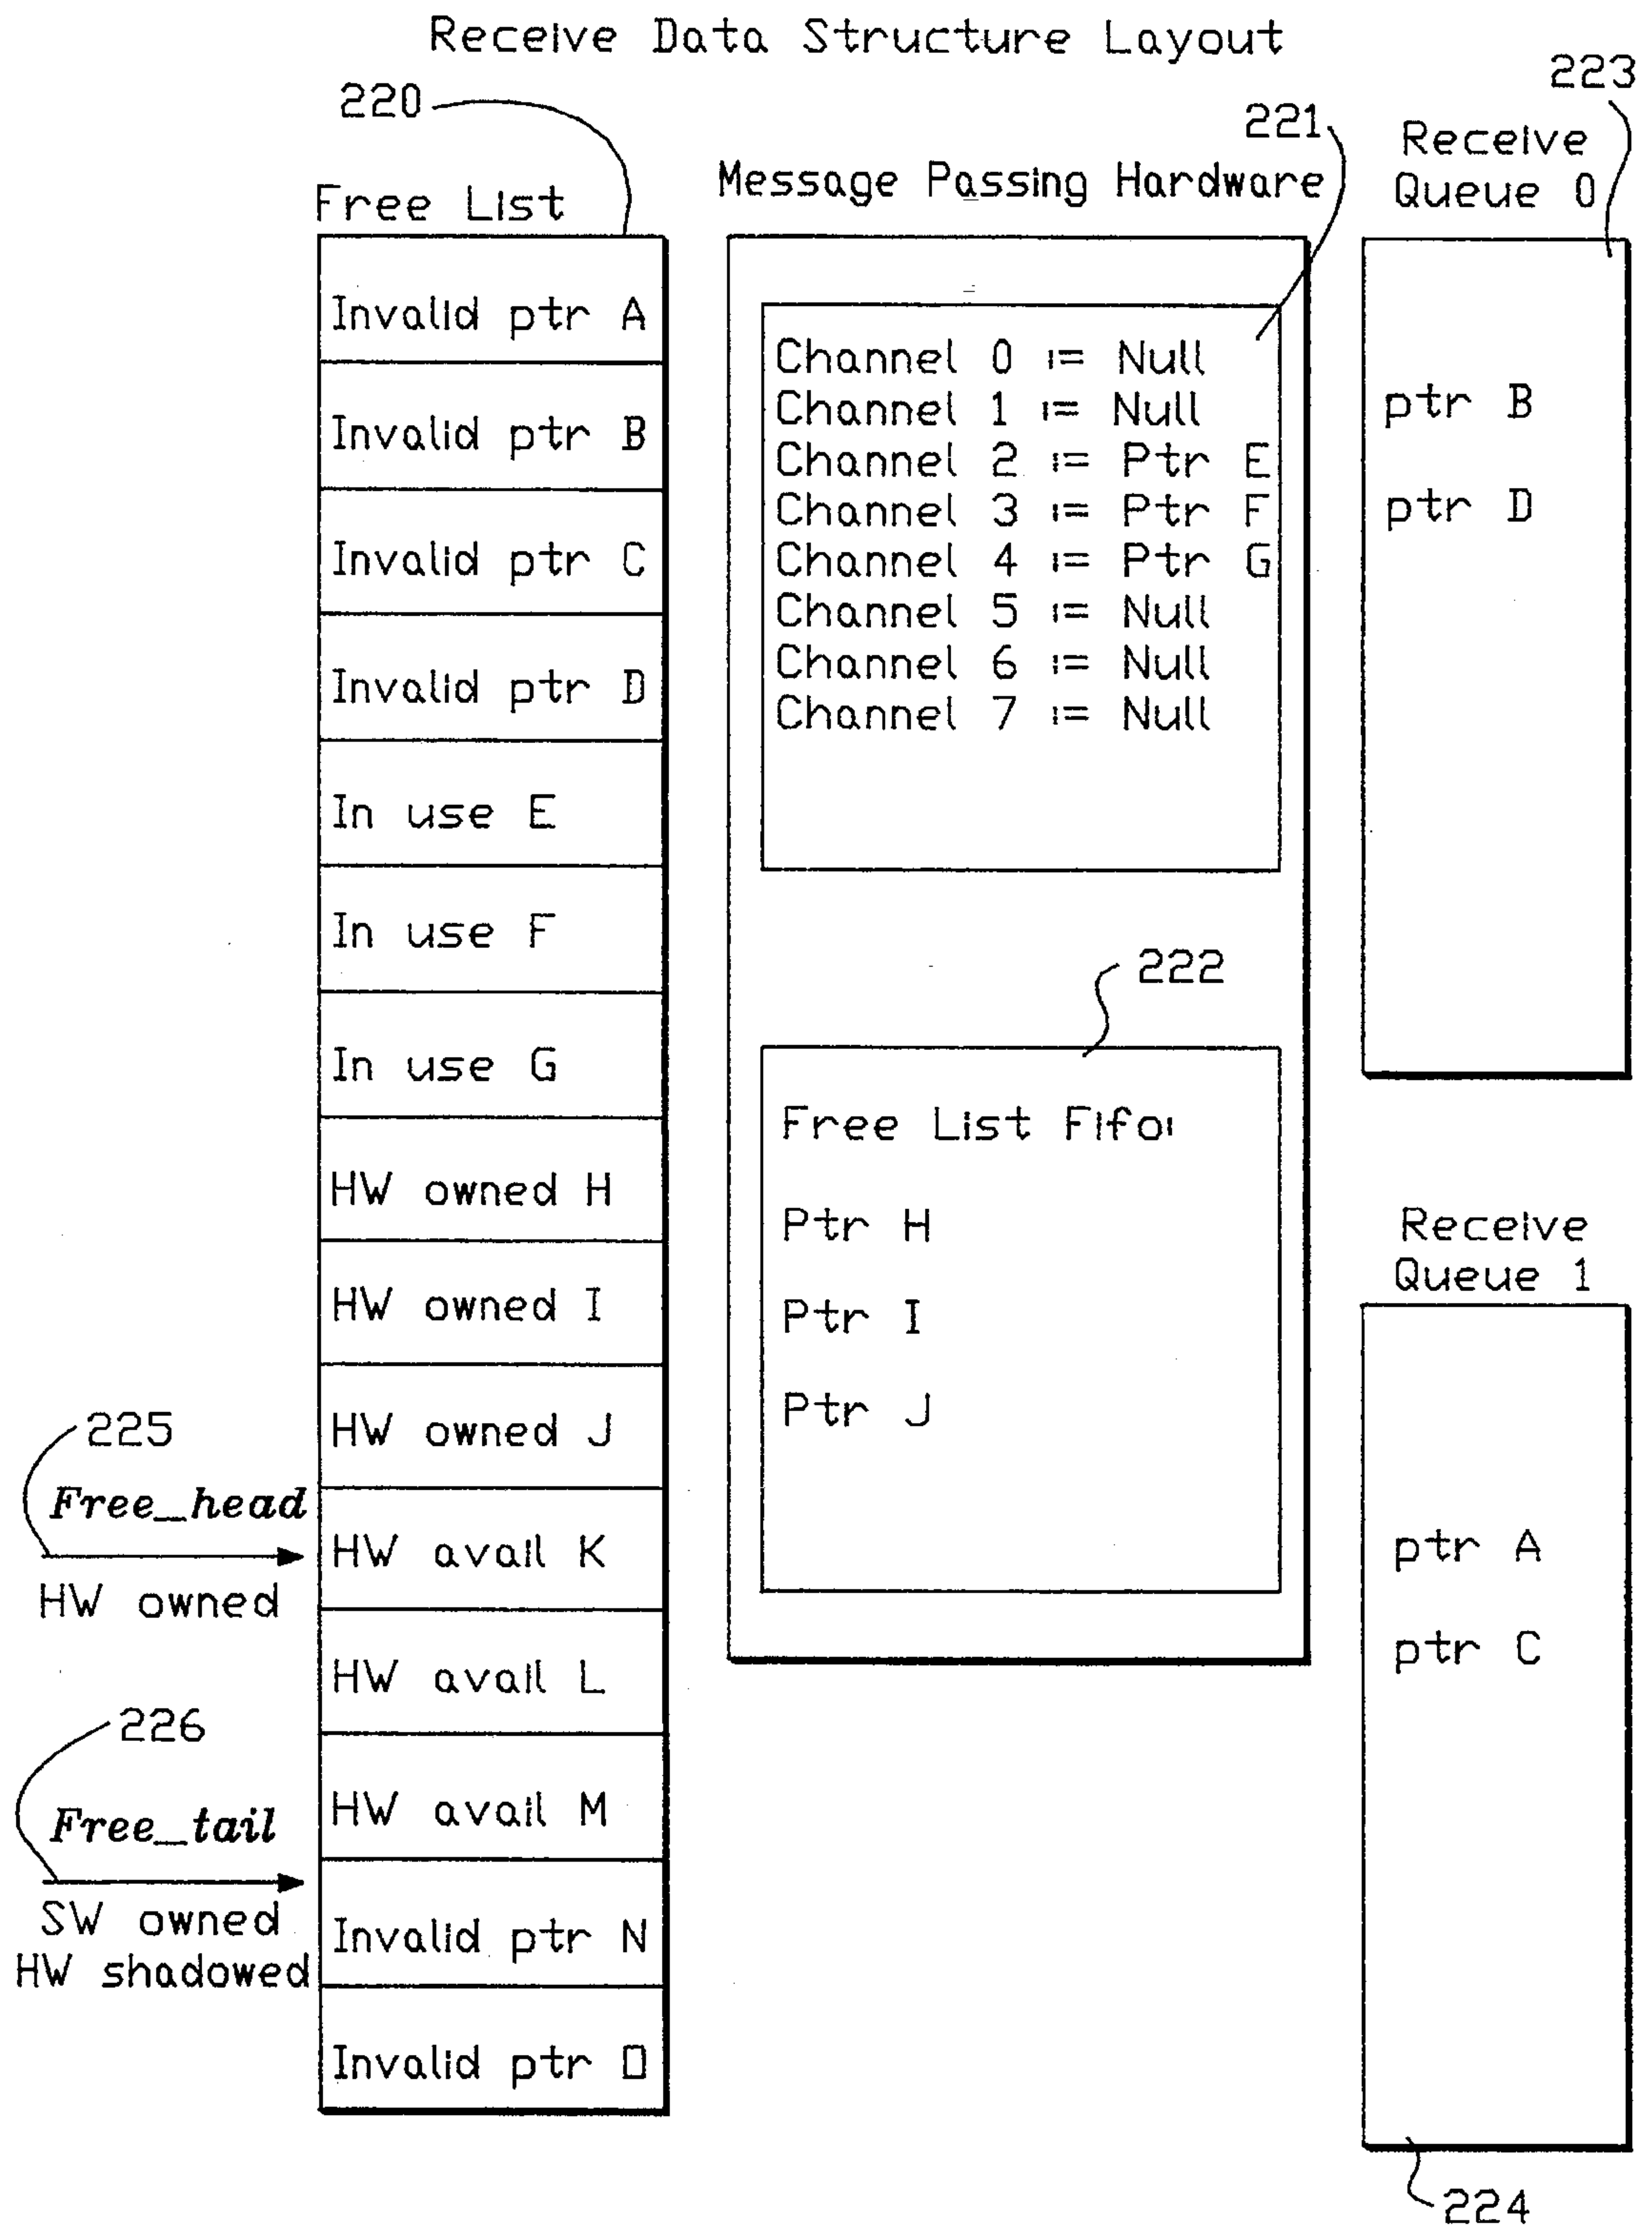 Receive Data Structure Layout
220
Free List
Invalid ptr A
Invalid ptr B
Invalid ptr C
Invalid ptr D
In use E
In use F
In use G
HW owned H
HW owned I
HW owned J
HW avail K
HW avail L
HW avail M
Invalid ptr N
Invalid ptr O
225
Free_head
HW owned
226
Free_tail
SW owned
HW shadowed
221
Message Passing Hardware
Channel 0 := Null
Channel 1 := Null
Channel 2 := Ptr E
Channel 3 := Ptr F
Channel 4 := Ptr G
Channel 5 := Null
Channel 6 := Null
Channel 7 := Null
222
Free List Fifo:
Ptr H
Ptr I
Ptr J
223
Receive
Queue 0
ptr B
ptr D
Receive
Queue 1
ptr A
ptr C
224